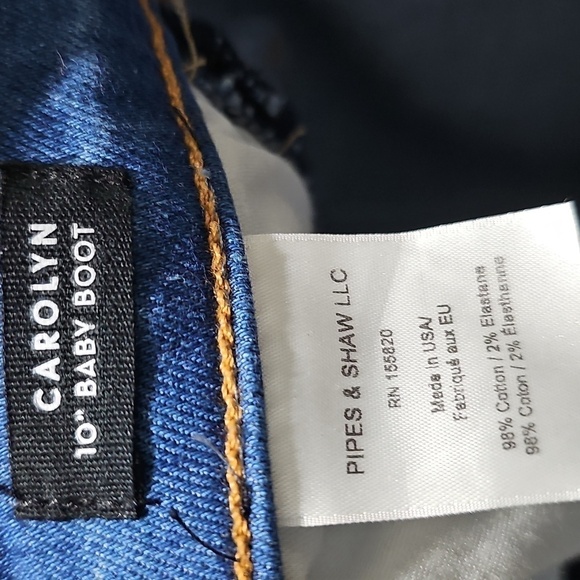 CAROLYN
10" BABY BOOT
PIPES & SHAW LLC
RN 155820
Made in USA/
Fabriqué aux EU
98% Cotton / 2% Elastane
98% Coton / 2% Élasthanne